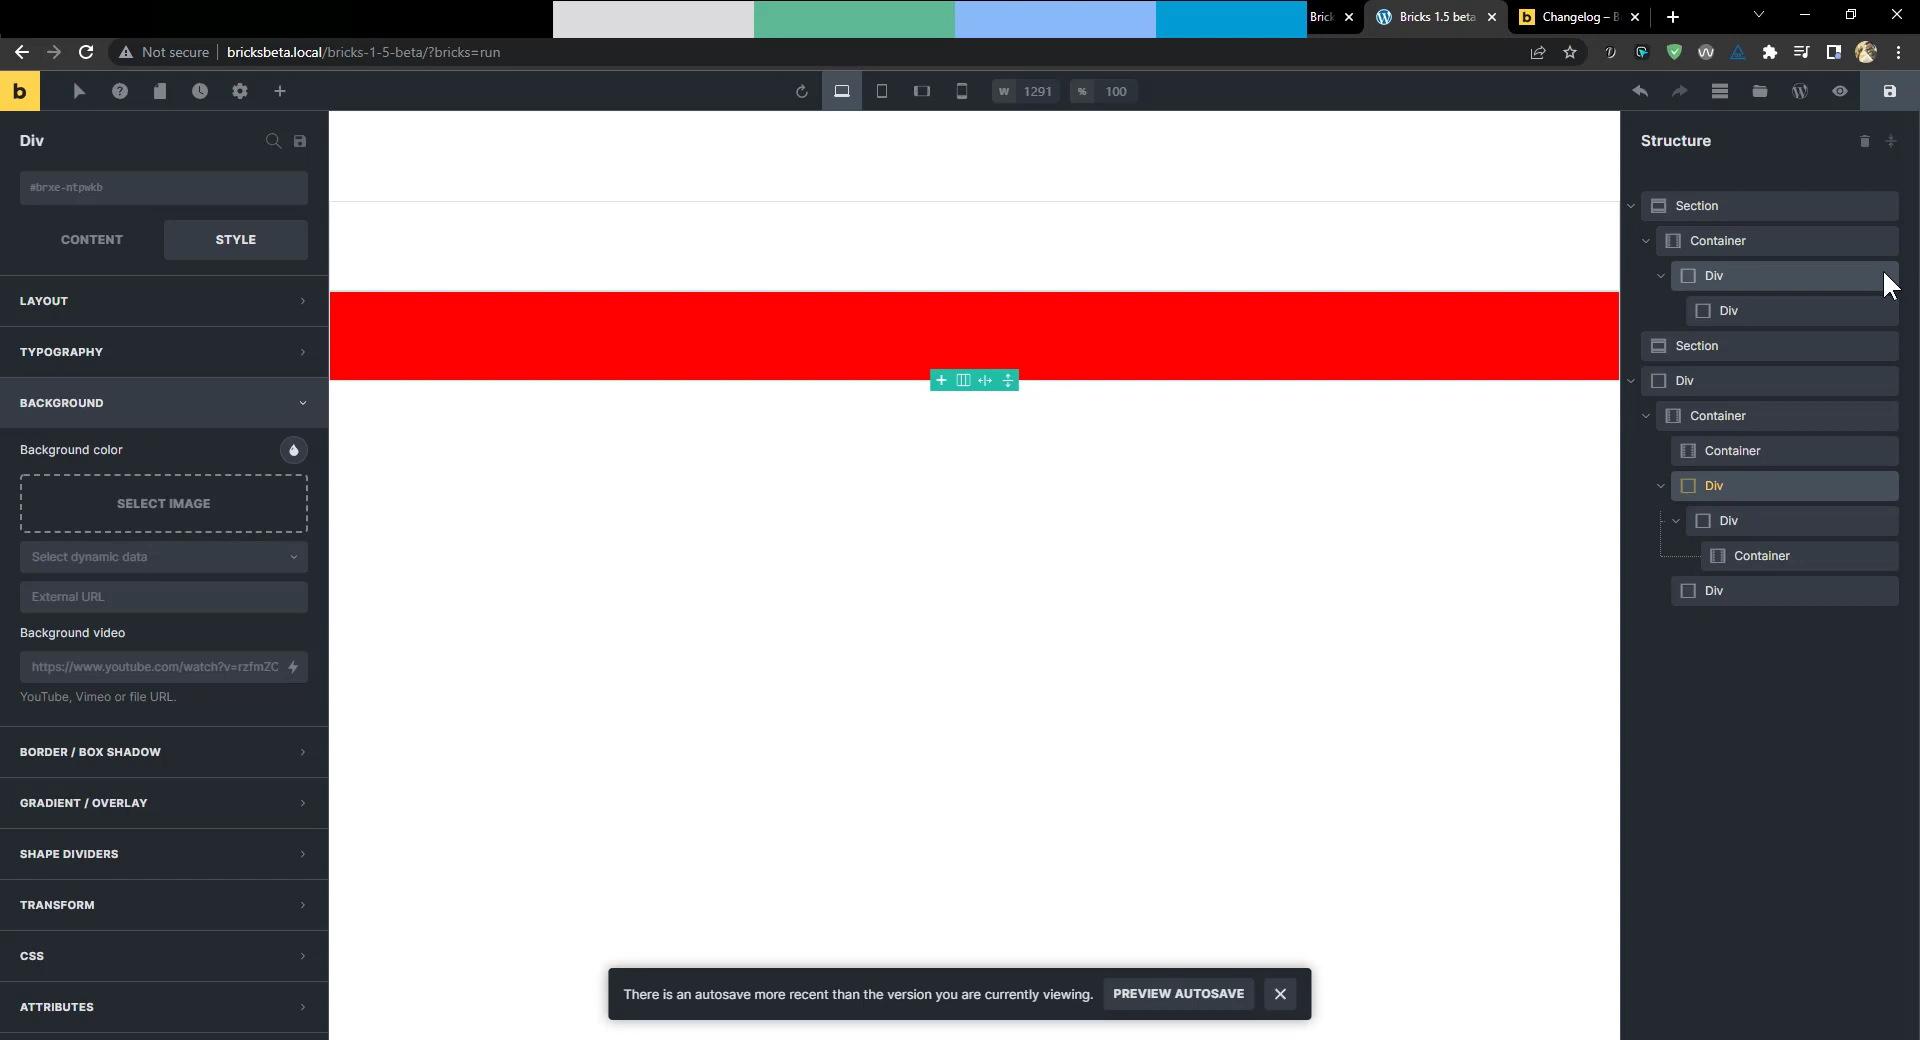 Brick
Bricks 1.5 beta
Changelog – B
Not secure
bricksbeta.local/bricks-1-5-beta/?bricks=run
b
W 1291
% 100
Div
#brxe-ntpwkb
CONTENT
STYLE
LAYOUT
TYPOGRAPHY
BACKGROUND
Background color
SELECT IMAGE
Select dynamic data
External URL
Background video
https://www.youtube.com/watch?v=rzfmZC
YouTube, Vimeo or file URL.
BORDER / BOX SHADOW
GRADIENT / OVERLAY
SHAPE DIVIDERS
TRANSFORM
CSS
ATTRIBUTES
There is an autosave more recent than the version you are currently viewing.
PREVIEW AUTOSAVE
Structure
Section
Container
Div
Div
Section
Div
Container
Container
Div
Div
Container
Div